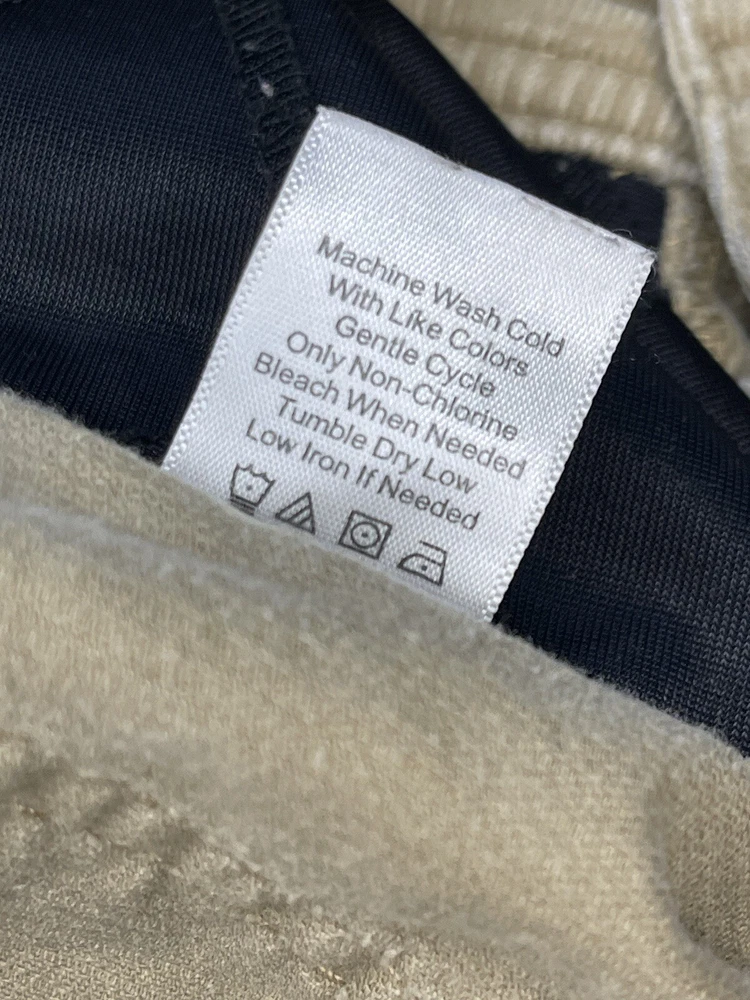 Machine Wash Cold
With Like Colors
Gentle Cycle
Only Non-Chlorine
Bleach When Needed
Tumble Dry Low
Low Iron If Needed